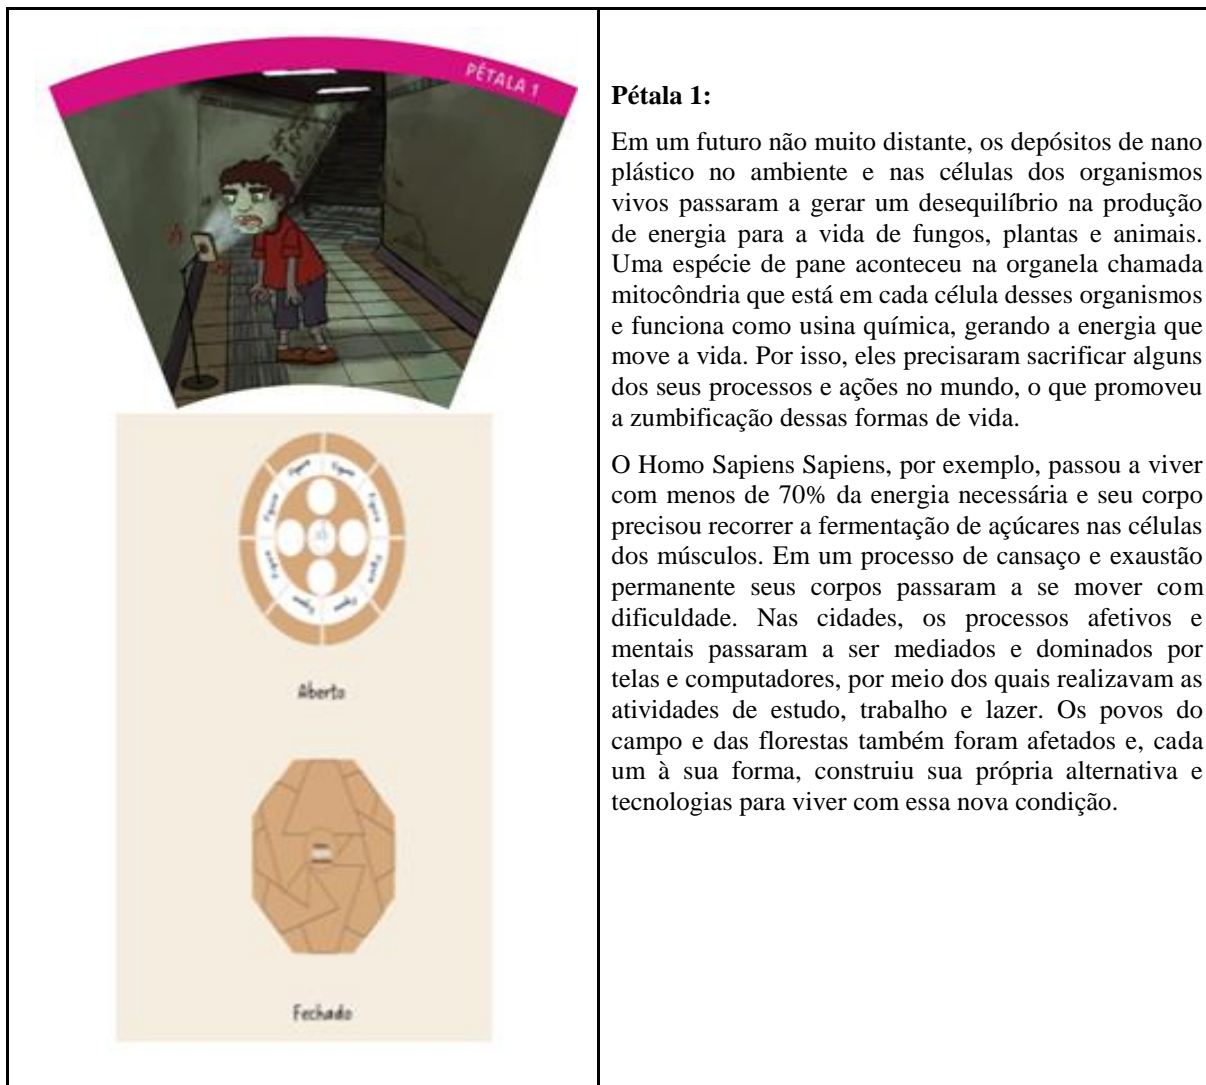 PÉTALA 1
Figura
Figura
Figura
Figura
Figura
Figura
Figura
Figura
Aberto
Fechado
Pétala 1:
Em um futuro não muito distante, os depósitos de nano
plástico no ambiente e nas células dos organismos
vivos passaram a gerar um desequilíbrio na produção
de energia para a vida de fungos, plantas e animais.
Uma espécie de pane aconteceu na organela chamada
mitocôndria que está em cada célula desses organismos
e funciona como usina química, gerando a energia que
move a vida. Por isso, eles precisaram sacrificar alguns
dos seus processos e ações no mundo, o que promoveu
a zumbificação dessas formas de vida.
O Homo Sapiens Sapiens, por exemplo, passou a viver
com menos de 70% da energia necessária e seu corpo
precisou recorrer a fermentação de açúcares nas células
dos músculos. Em um processo de cansaço e exaustão
permanente seus corpos passaram a se mover com
dificuldade. Nas cidades, os processos afetivos e
mentais passaram a ser mediados e dominados por
telas e computadores, por meio dos quais realizavam as
atividades de estudo, trabalho e lazer. Os povos do
campo e das florestas também foram afetados e, cada
um à sua forma, construiu sua própria alternativa e
tecnologias para viver com essa nova condição.